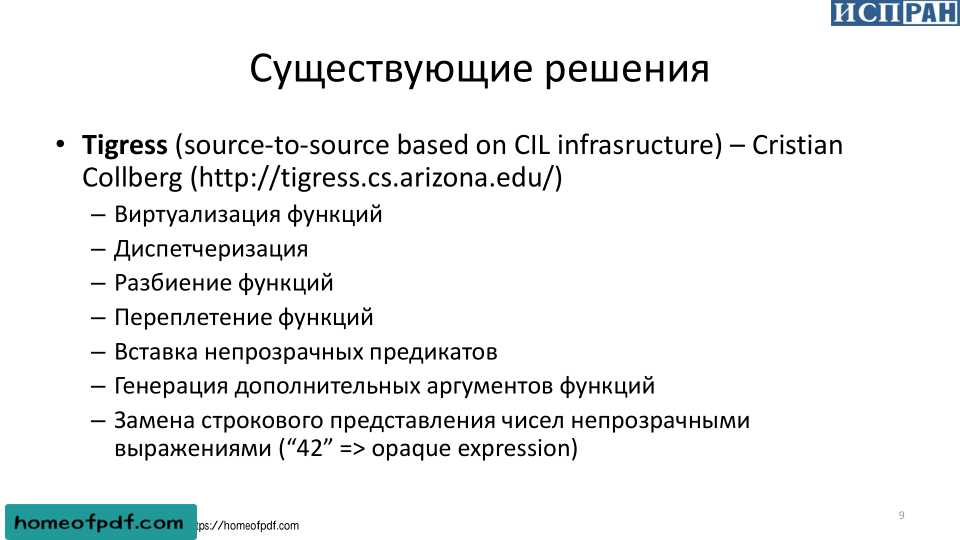 ИСПРАН
Существующие решения
• Tigress (source-to-source based on CIL infrasructure) – Cristian
Collberg (http://tigress.cs.arizona.edu/)
– Виртуализация функций
– Диспетчеризация
– Разбиение функций
– Переплетение функций
– Вставка непрозрачных предикатов
– Генерация дополнительных аргументов функций
– Замена строкового представления чисел непрозрачными
выражениями (“42” => opaque expression)
homeofpdf.com
ttps://homeofpdf.com
9